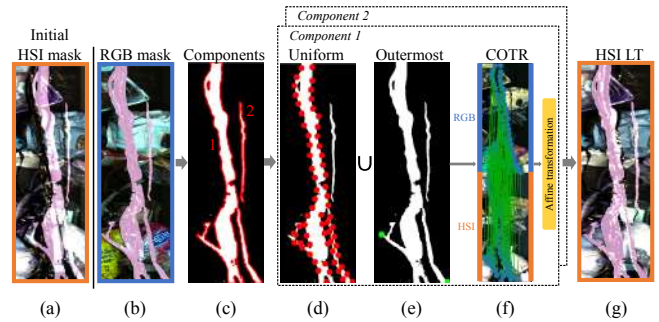 Component 2
Component 1
Initial
HSI mask
RGB mask
Components
Uniform
Outermost
COTR
HSI LT
1
2
∪
RGB
HSI
Affine transformation
(a)
(b)
(c)
(d)
(e)
(f)
(g)